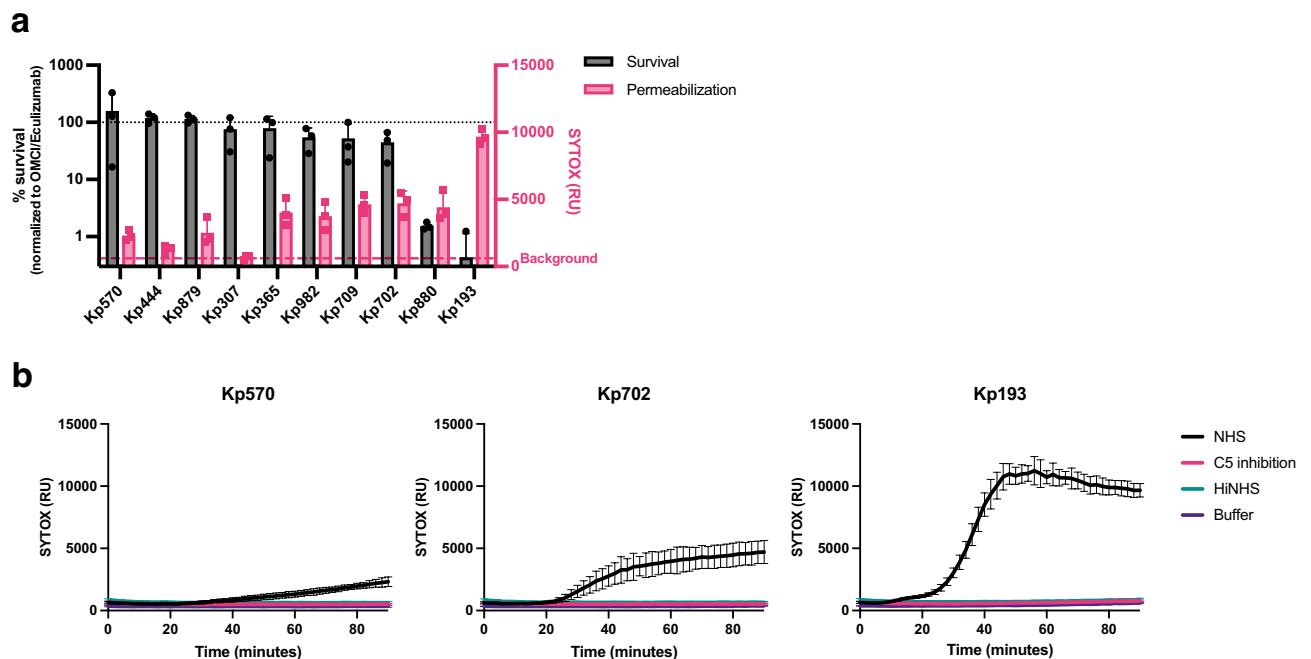 a
1000
100
10
1
% survival
(normalized to OMCI/Eculizumab)
15000
10000
5000
0
SYTOX (RU)
Background
Survival
Permeabilization
Kp570
Kp444
Kp879
Kp307
Kp365
Kp982
Kp709
Kp702
Kp880
Kp193
b
Kp570
15000
10000
5000
0
SYTOX (RU)
0 20 40 60 80
Time (minutes)
Kp702
15000
10000
5000
0
SYTOX (RU)
0 20 40 60 80
Time (minutes)
Kp193
15000
10000
5000
0
SYTOX (RU)
0 20 40 60 80
Time (minutes)
NHS
C5 inhibition
HiNHS
Buffer